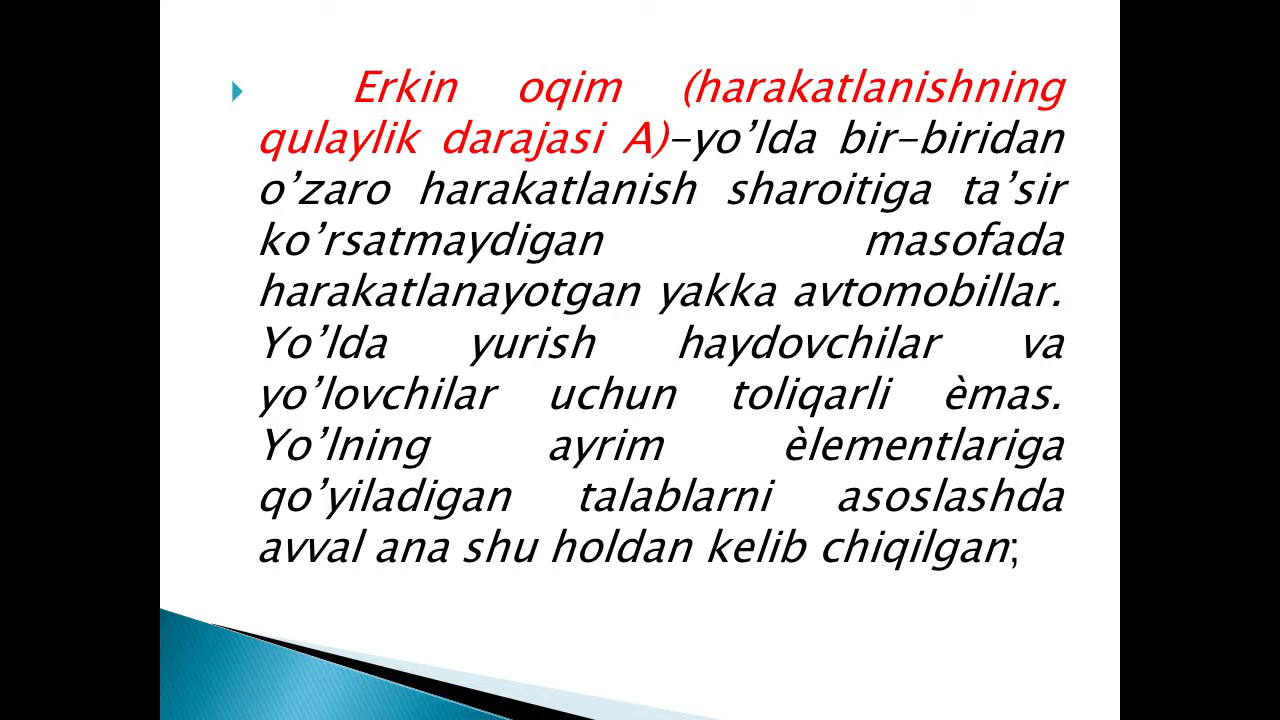 Erkin oqim (harakatlanishning
qulaylik darajasi A)-yo’lda bir-biridan
o’zaro harakatlanish sharoitiga ta’sir
ko’rsatmaydigan masofada
harakatlanayotgan yakka avtomobillar.
Yo’lda yurish haydovchilar va
yo’lovchilar uchun toliqarli èmas.
Yo’lning ayrim èlementlariga
qo’yiladigan talablarni asoslashda
avval ana shu holdan kelib chiqilgan;